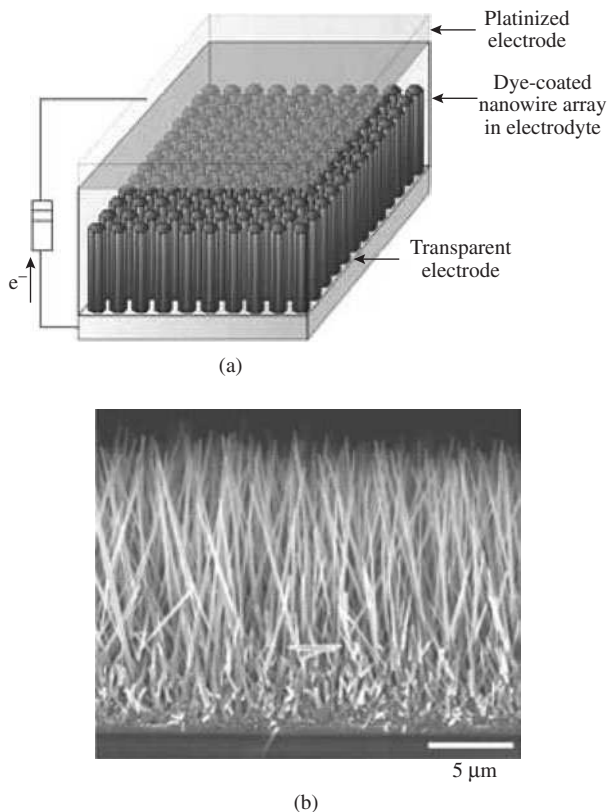 Platinized
electrode
Dye-coated
nanowire array
in electrodyte
Transparent
electrode
e⁻
(a)
5 μm
(b)